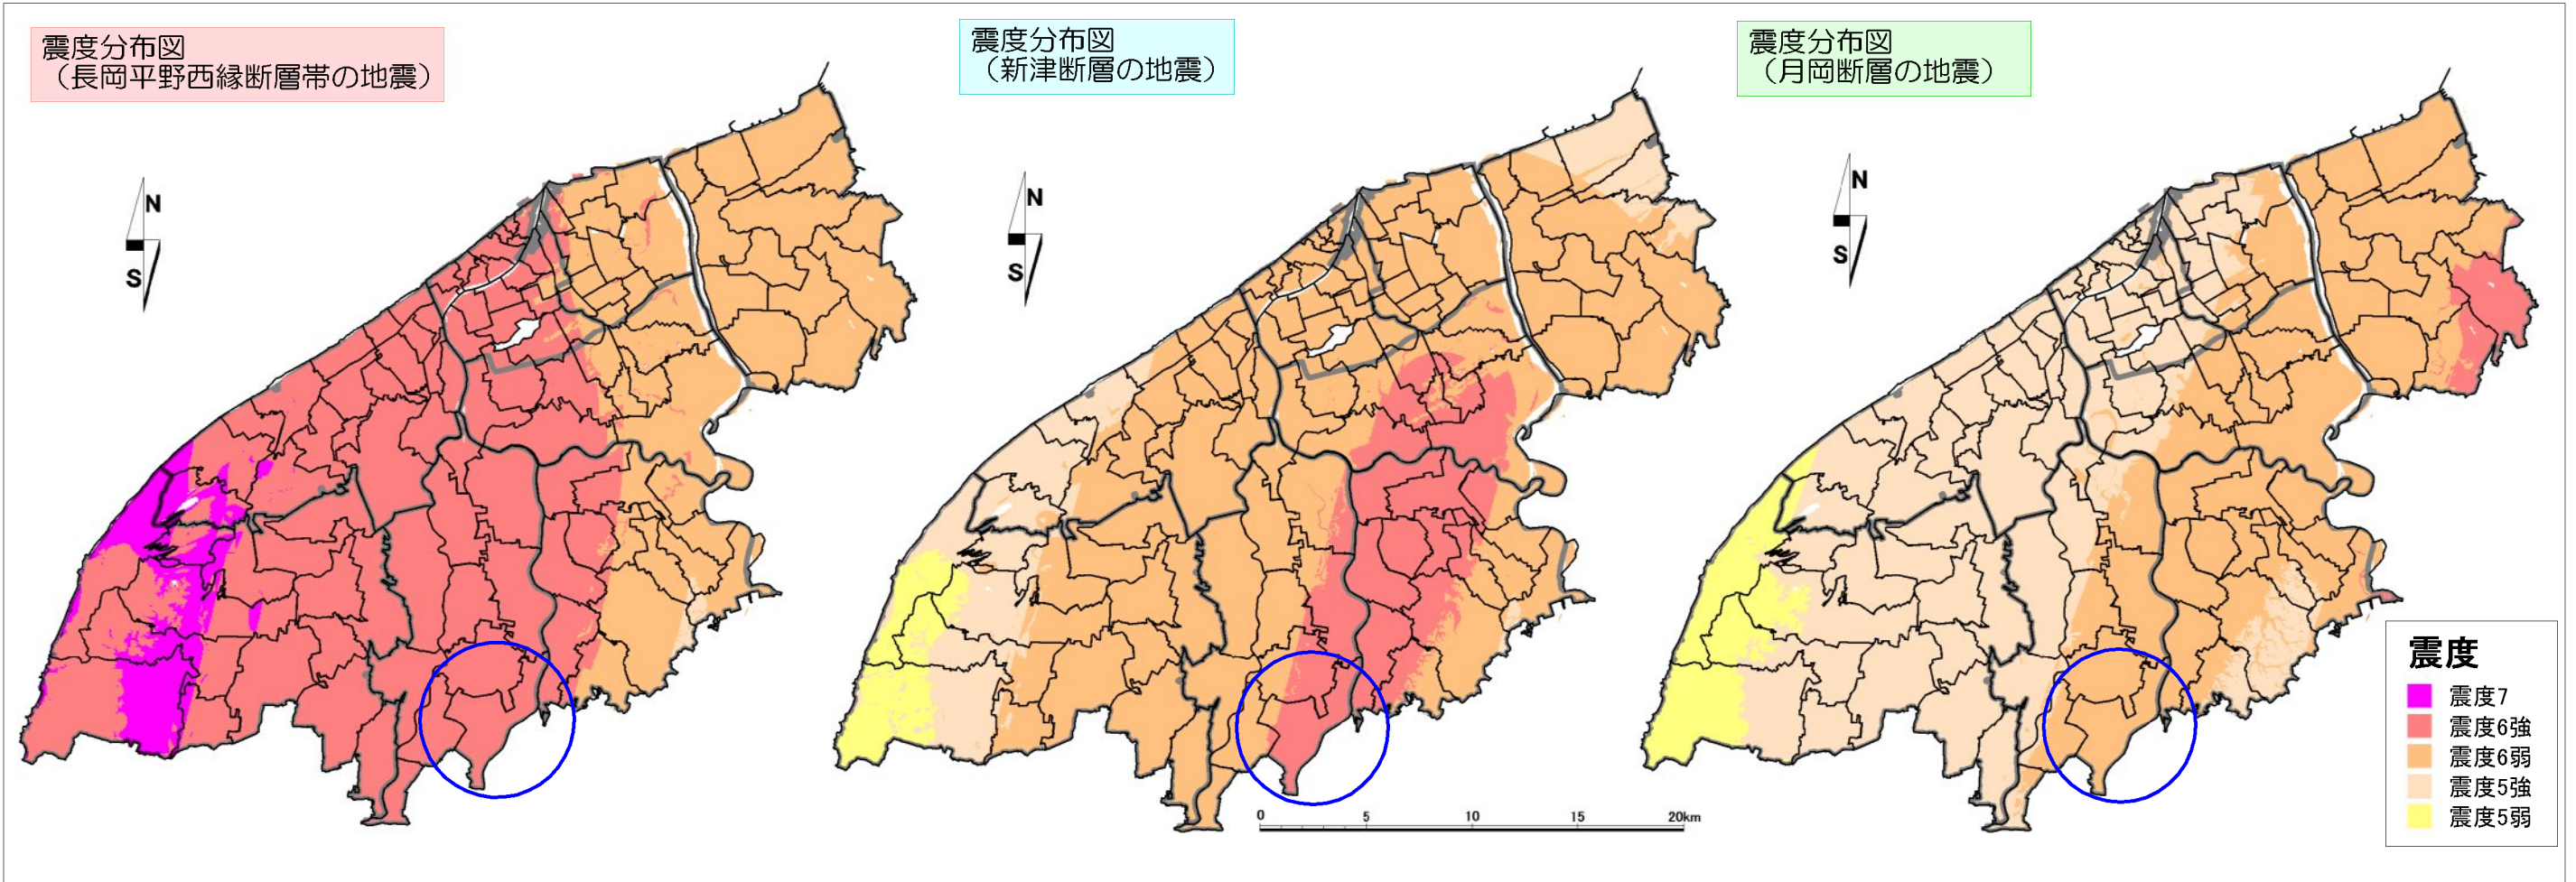 震度分布図
（長岡平野西縁断層帯の地震）
震度分布図
（新津断層の地震）
震度分布図
（月岡断層の地震）
N
S
N
S
N
S
0 5 10 15 20km
震度
震度7
震度6強
震度6弱
震度5強
震度5弱